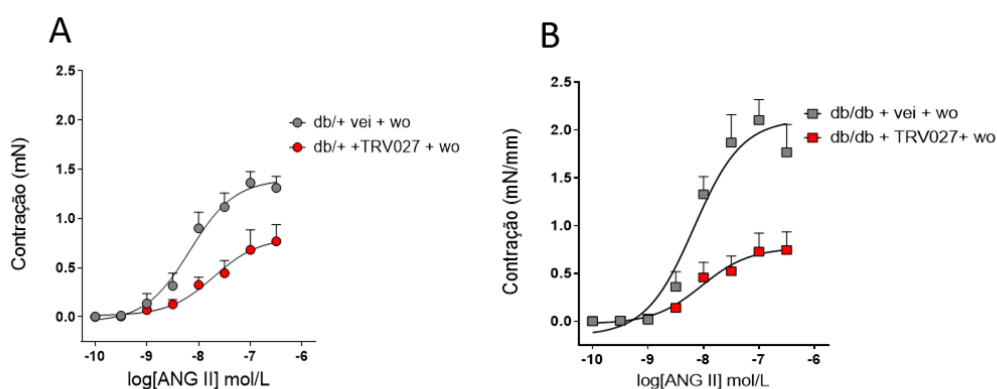 A
2.5
2.0
1.5
1.0
0.5
0.0
-10
-9
-8
-7
-6
Contração (mN)
log[ANG II] mol/L
db/+ vei + wo
db/+ +TRV027 + wo
B
2.5
2.0
1.5
1.0
0.5
0.0
-10
-9
-8
-7
-6
Contração (mN/mm)
log[ANG II] mol/L
db/db + vei + wo
db/db + TRV027+ wo